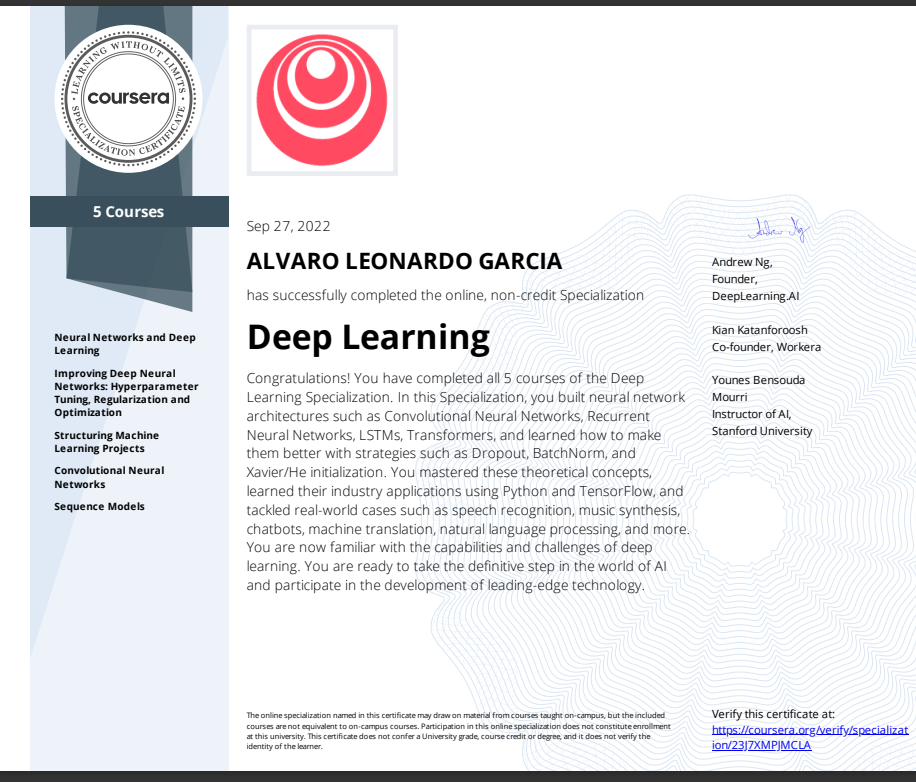 LEARNING WITHOUT LIMITS
coursera
SPECIALIZATION CERTIFICATE
5 Courses
Neural Networks and Deep
Learning
Improving Deep Neural
Networks: Hyperparameter
Tuning, Regularization and
Optimization
Structuring Machine
Learning Projects
Convolutional Neural
Networks
Sequence Models
Sep 27, 2022
ALVARO LEONARDO GARCIA
has successfully completed the online, non-credit Specialization
Deep Learning
Congratulations! You have completed all 5 courses of the Deep
Learning Specialization. In this Specialization, you built neural network
architectures such as Convolutional Neural Networks, Recurrent
Neural Networks, LSTMs, Transformers, and learned how to make
them better with strategies such as Dropout, BatchNorm, and
Xavier/He initialization. You mastered these theoretical concepts,
learned their industry applications using Python and TensorFlow, and
tackled real-world cases such as speech recognition, music synthesis,
chatbots, machine translation, natural language processing, and more.
You are now familiar with the capabilities and challenges of deep
learning. You are ready to take the definitive step in the world of AI
and participate in the development of leading-edge technology.
Andrew Ng
Andrew Ng,
Founder,
DeepLearning.AI
Kian Katanforoosh
Co-founder, Workera
Younes Bensouda
Mourri
Instructor of AI,
Stanford University
The online specialization named in this certificate may draw on material from courses taught on-campus, but the included
courses are not equivalent to on-campus courses. Participation in this online specialization does not constitute enrollment
at this university. This certificate does not confer a University grade, course credit or degree, and it does not verify the
identity of the learner.
Verify this certificate at:
https://coursera.org/verify/specializat
ion/23J7XMPJMCLA